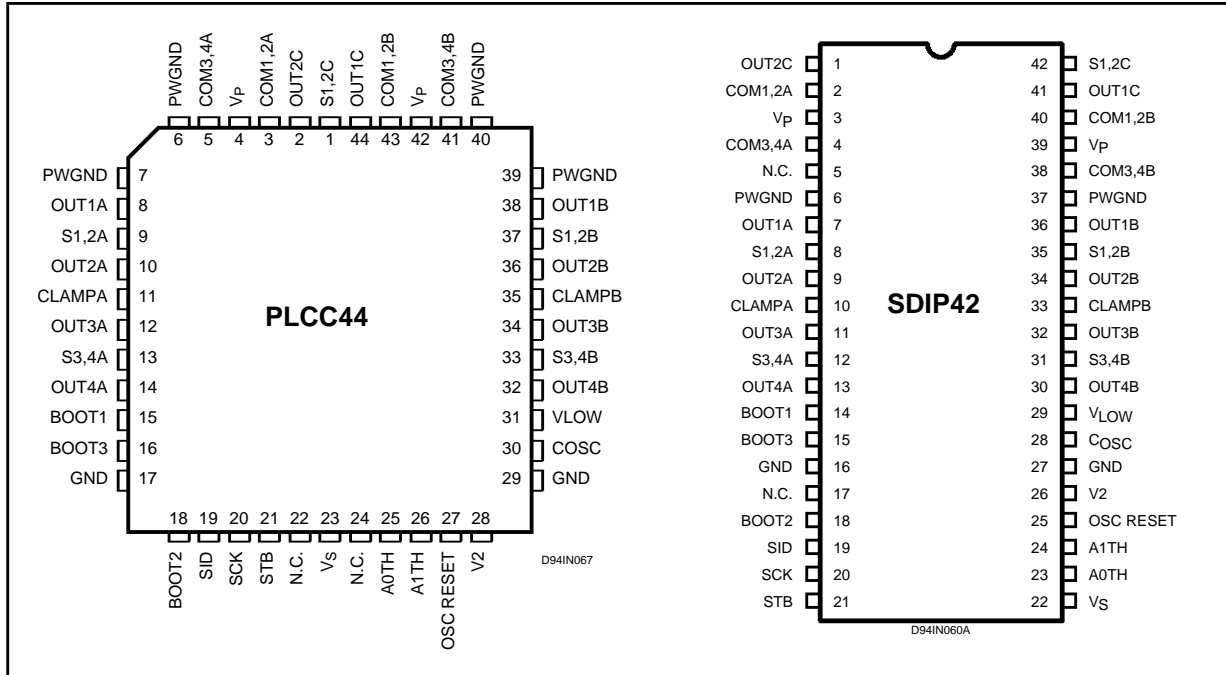 PWGND
COM3,4A
VP
COM1,2A
OUT2C
S1,2C
OUT1C
COM1,2B
VP
COM3,4B
PWGND
6 5 4 3 2 1 44 43 42 41 40
PWGND 7 39 PWGND
OUT1A 8 38 OUT1B
S1,2A 9 37 S1,2B
OUT2A 10 36 OUT2B
CLAMPA 11 35 CLAMPB
PLCC44
OUT3A 12 34 OUT3B
S3,4A 13 33 S3,4B
OUT4A 14 32 OUT4B
BOOT1 15 31 VLOW
BOOT3 16 30 COSC
GND 17 29 GND
18 19 20 21 22 23 24 25 26 27 28
BOOT2
SID
SCK
STB
N.C.
VS
N.C.
A0TH
A1TH
OSC RESET
V2
D94IN067
OUT2C 1 42 S1,2C
COM1,2A 2 41 OUT1C
VP 3 40 COM1,2B
COM3,4A 4 39 VP
N.C. 5 38 COM3,4B
PWGND 6 37 PWGND
OUT1A 7 36 OUT1B
S1,2A 8 35 S1,2B
OUT2A 9 34 OUT2B
CLAMPA 10 33 CLAMPB
SDIP42
OUT3A 11 32 OUT3B
S3,4A 12 31 S3,4B
OUT4A 13 30 OUT4B
BOOT1 14 29 VLOW
BOOT3 15 28 COSC
GND 16 27 GND
N.C. 17 26 V2
BOOT2 18 25 OSC RESET
SID 19 24 A1TH
SCK 20 23 A0TH
STB 21 22 VS
D94IN060A